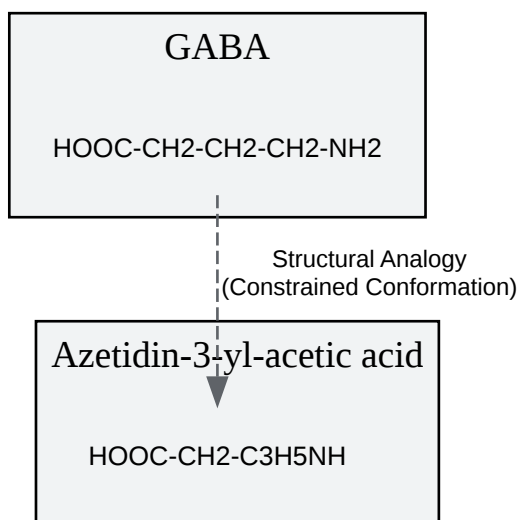 GABA
HOOC-CH2-CH2-CH2-NH2
Structural Analogy
(Constrained Conformation)
Azetidin-3-yl-acetic acid
HOOC-CH2-C3H5NH